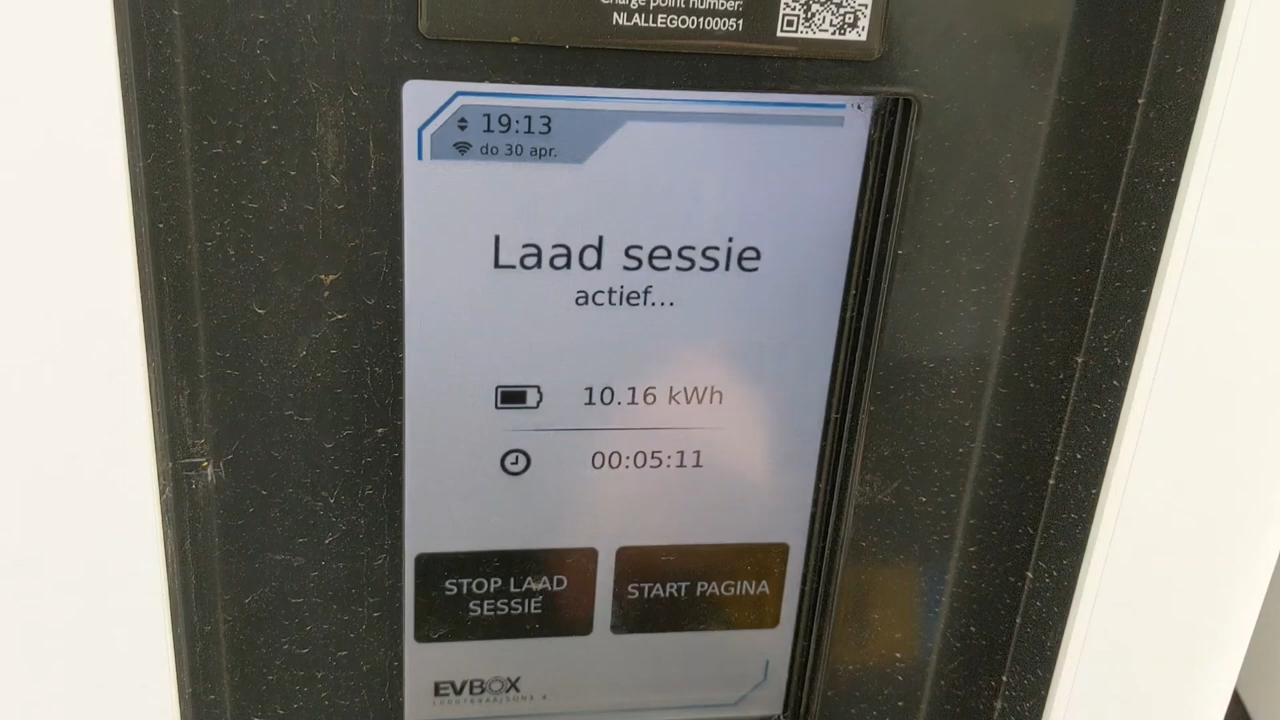 Charge point number:
NLALLEGO0100051
19:13
do 30 apr.
Laad sessie
actief...
10.16 kWh
00:05:11
STOP LAAD
SESSIE
START PAGINA
EVBOX